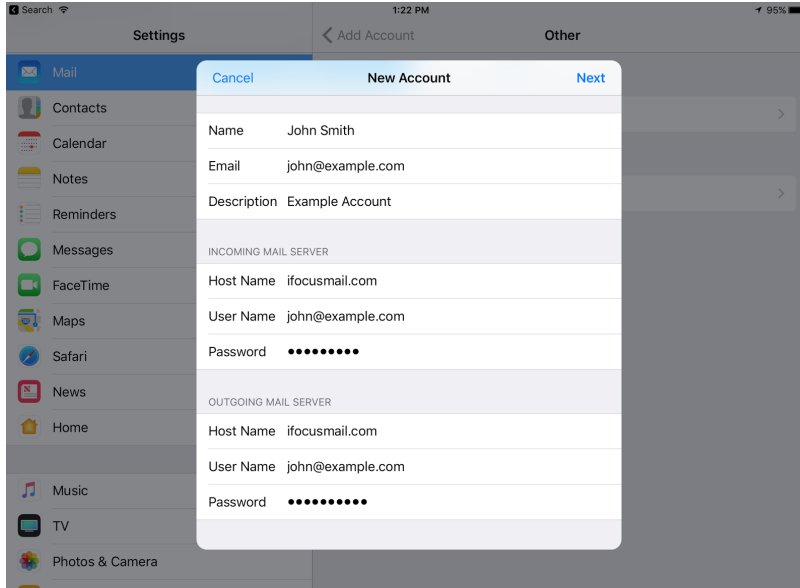 Search 1:22 PM 95%
Settings
Add Account Other
Mail
Contacts
Calendar
Notes
Reminders
Messages
FaceTime
Maps
Safari
News
Home
Music
TV
Photos & Camera
Cancel New Account Next
Name John Smith
Email john@example.com
Description Example Account
INCOMING MAIL SERVER
Host Name ifocusmail.com
User Name john@example.com
Password ●●●●●●●●●
OUTGOING MAIL SERVER
Host Name ifocusmail.com
User Name john@example.com
Password ●●●●●●●●●●